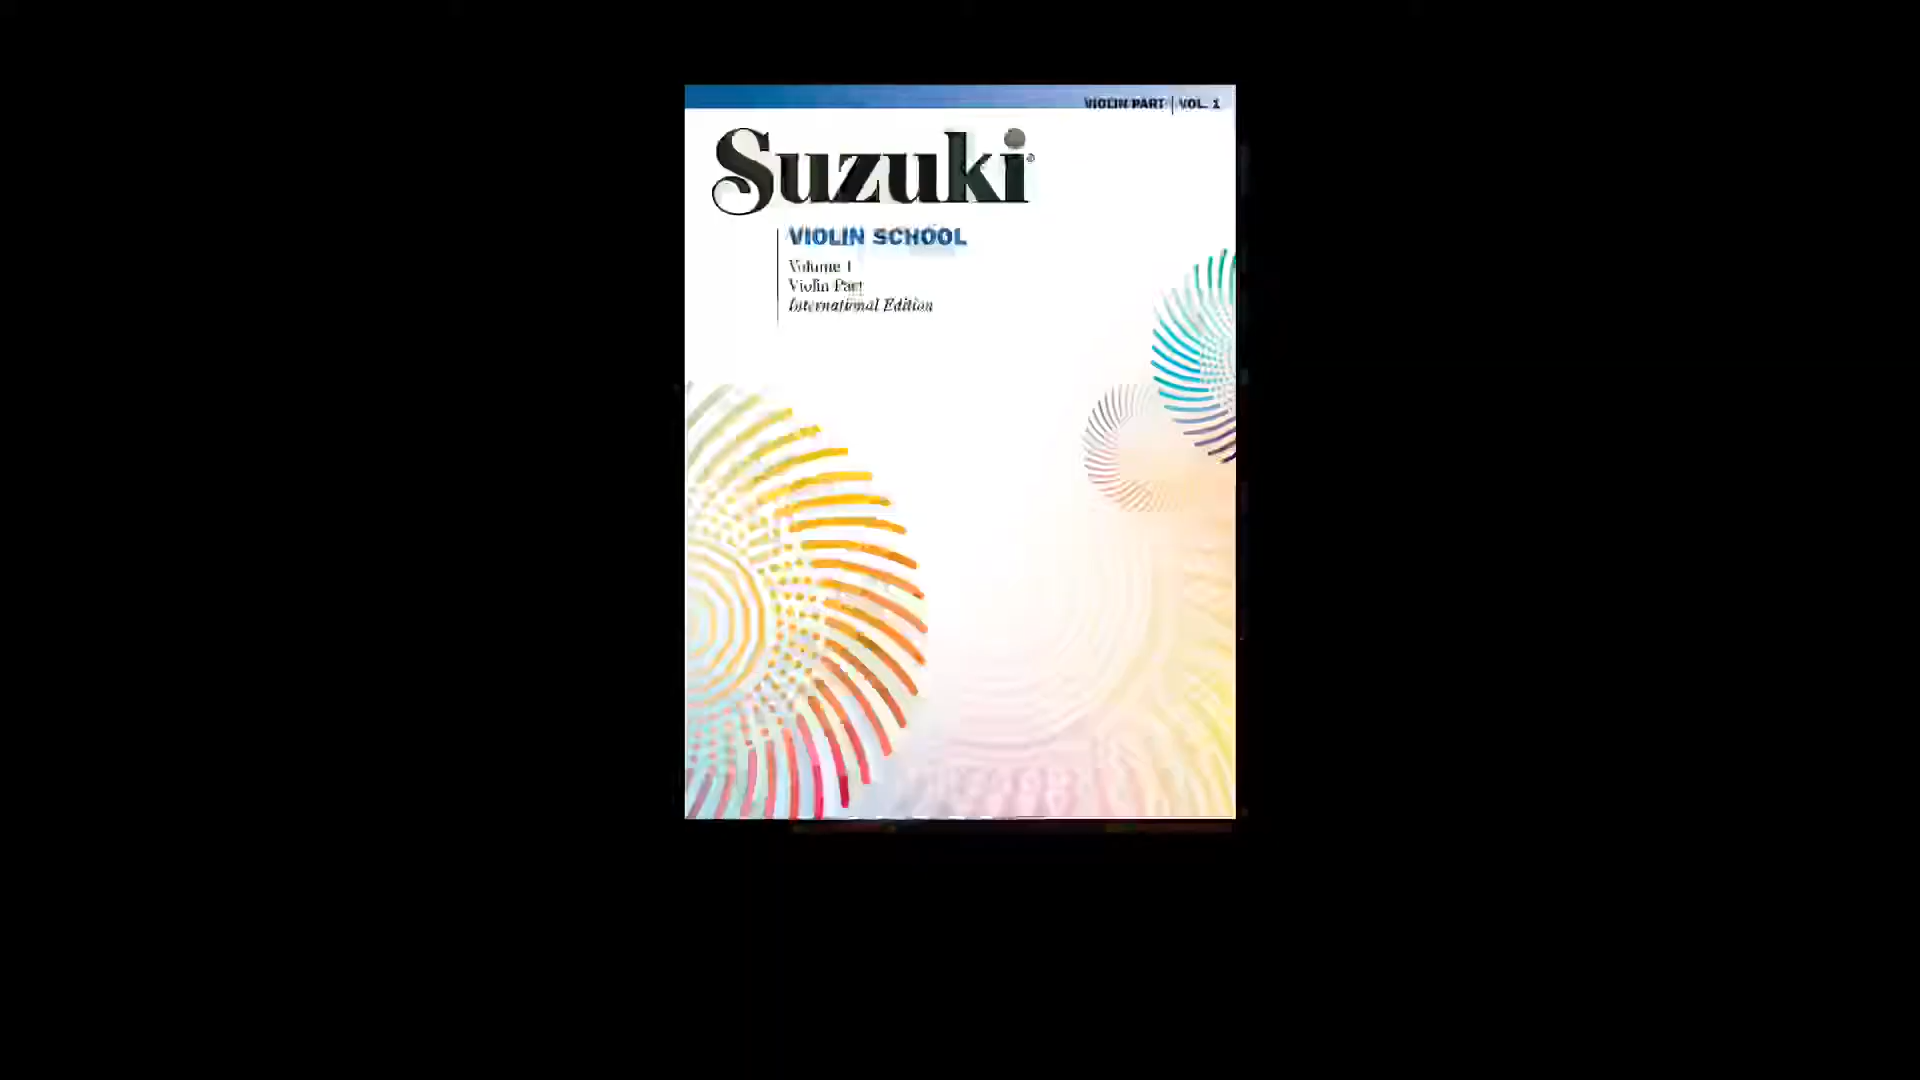 VIOLIN PART | VOL. 1
Suzuki®
VIOLIN SCHOOL
Volume 1
Violin Part
International Edition